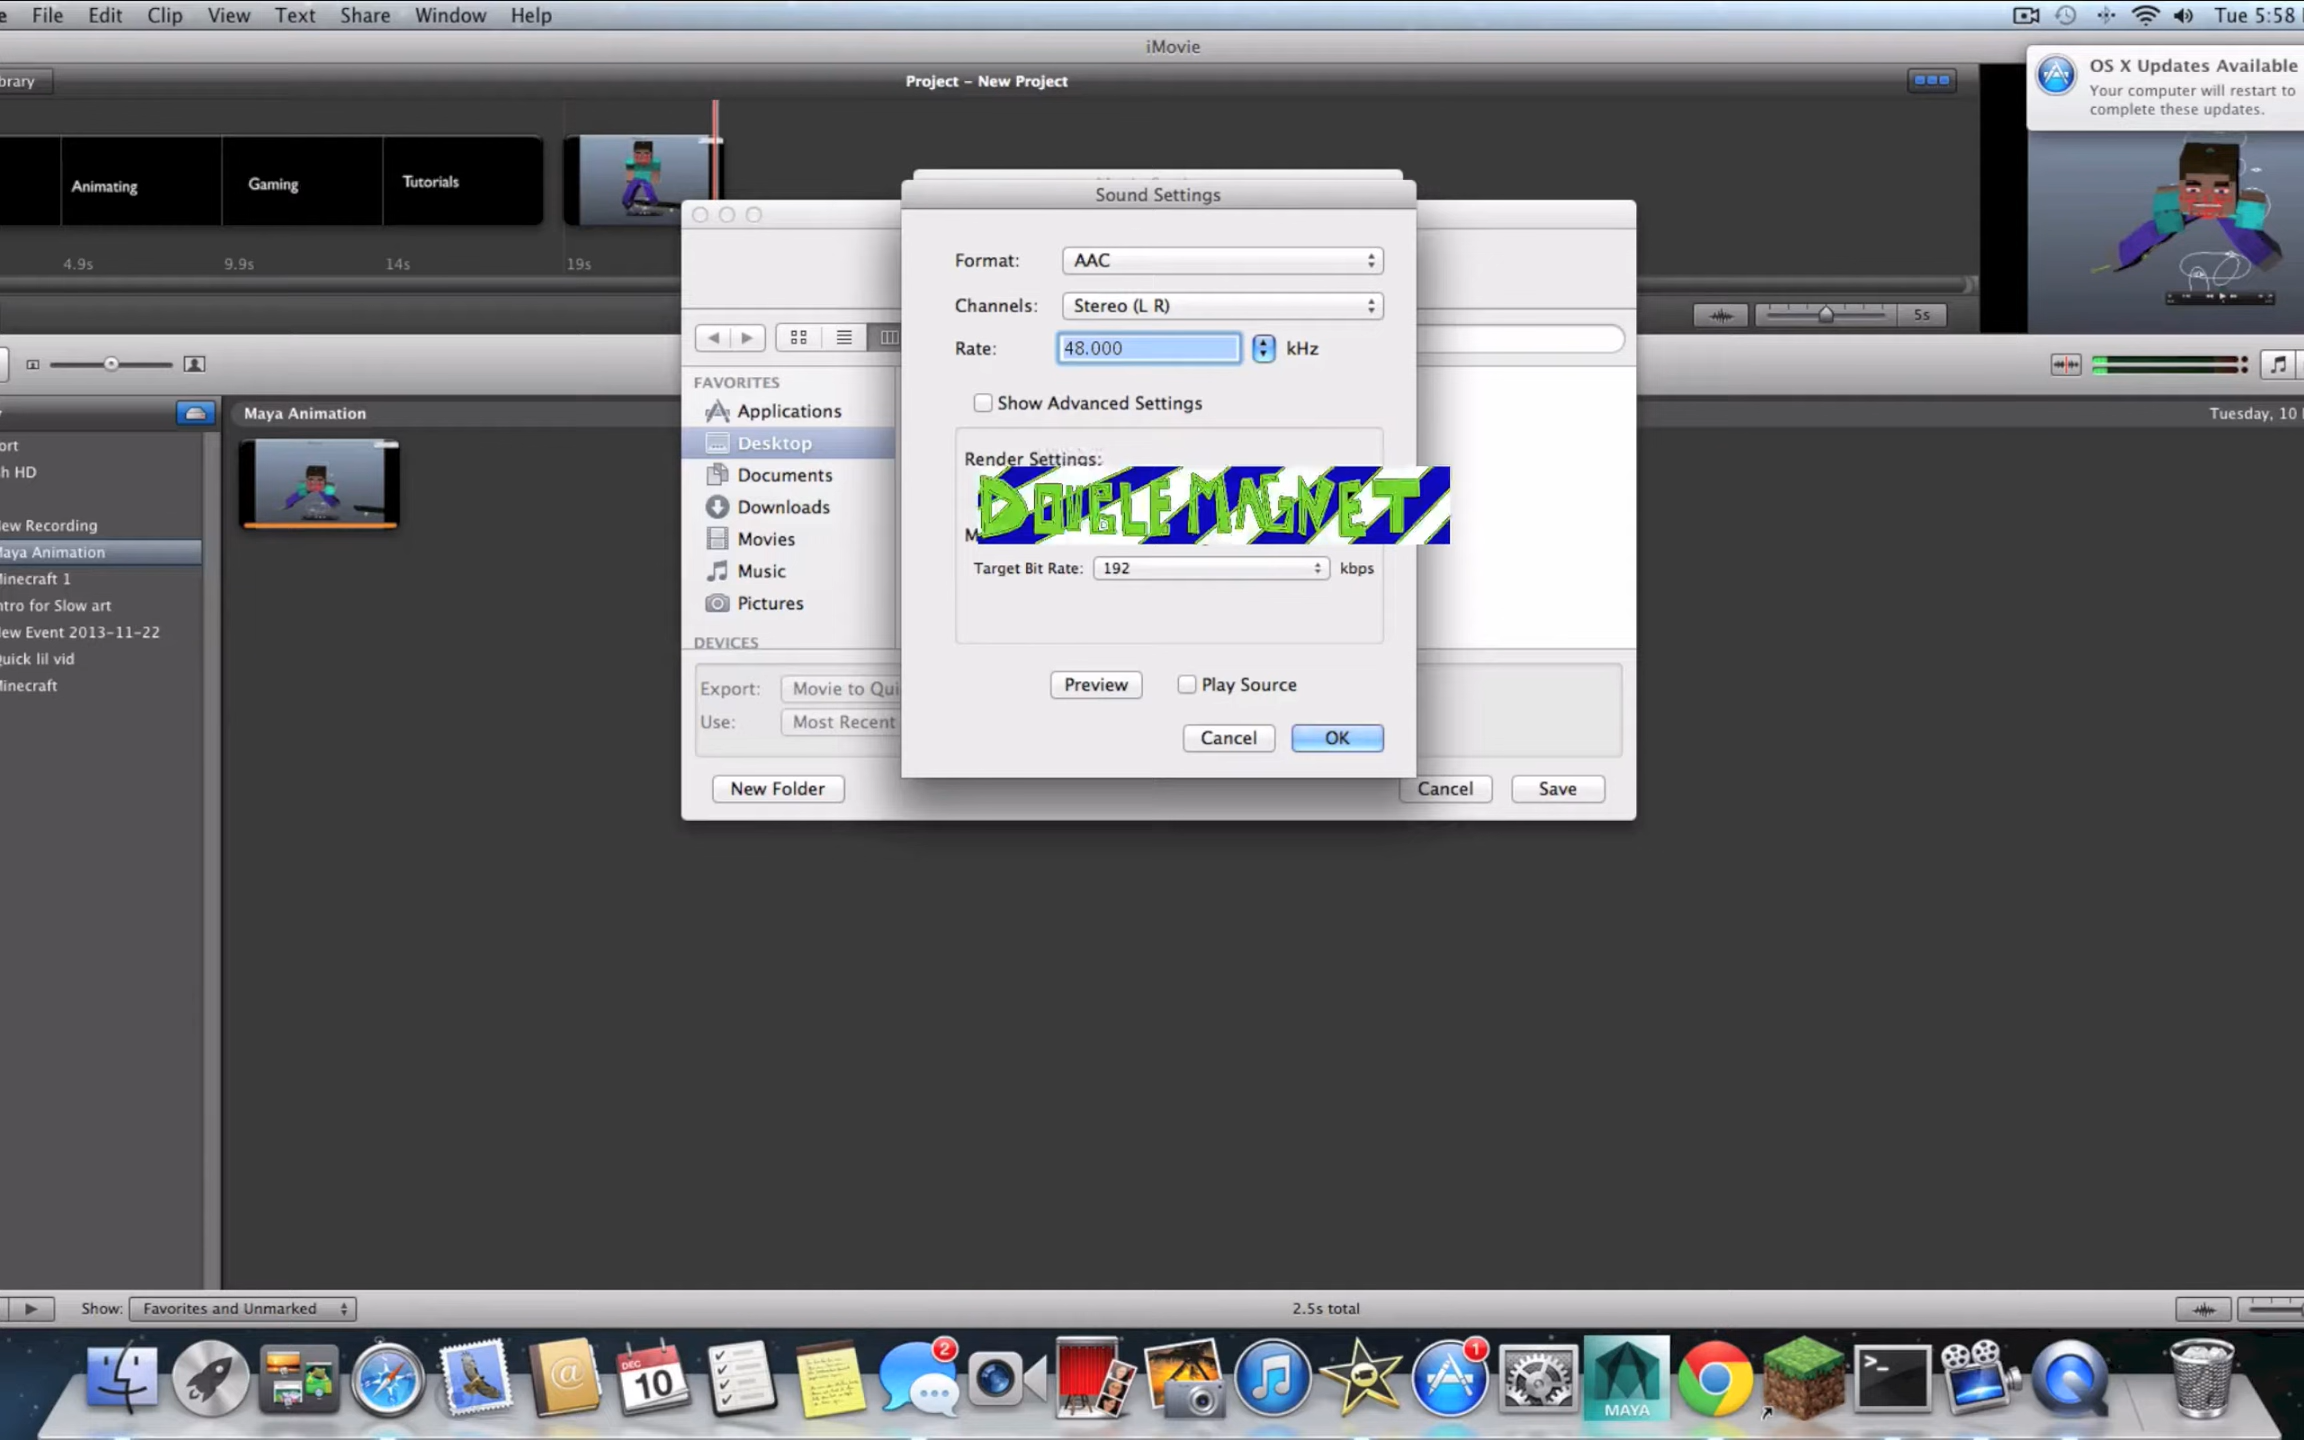 File Edit Clip View Text Share Window Help
Tue 5:58
iMovie
Project – New Project
OS X Updates Available
Your computer will restart to
complete these updates.
Animating
Gaming
Tutorials
4.9s 9.9s 14s 19s
5s
Sound Settings
Format: AAC
Channels: Stereo (L R)
Rate: 48.000 kHz
Show Advanced Settings
Render Settings:
DOUBLE MAGNET
Target Bit Rate: 192 kbps
Preview
Play Source
Cancel OK
FAVORITES
Applications
Desktop
Documents
Downloads
Movies
Music
Pictures
DEVICES
Export: Movie to Qui
Use: Most Recent
New Folder
Cancel Save
Maya Animation
Tuesday, 10
ort
h HD
ew Recording
aya Animation
inecraft 1
ntro for Slow art
ew Event 2013-11-22
uick lil vid
inecraft
Show: Favorites and Unmarked
2.5s total
2
DEC
10
1
MAYA
>_